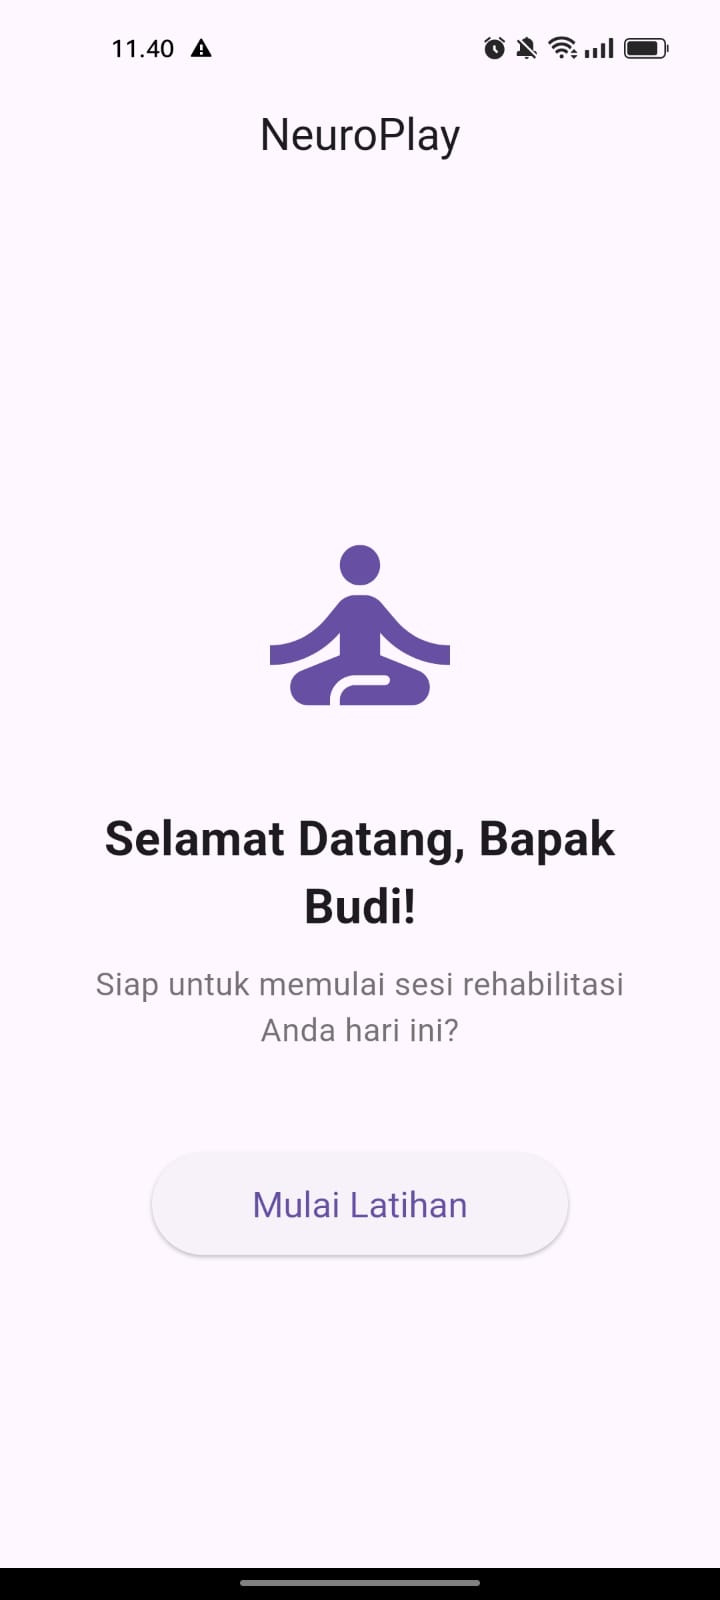 11.40
NeuroPlay
Selamat Datang, Bapak
Budi!
Siap untuk memulai sesi rehabilitasi
Anda hari ini?
Mulai Latihan